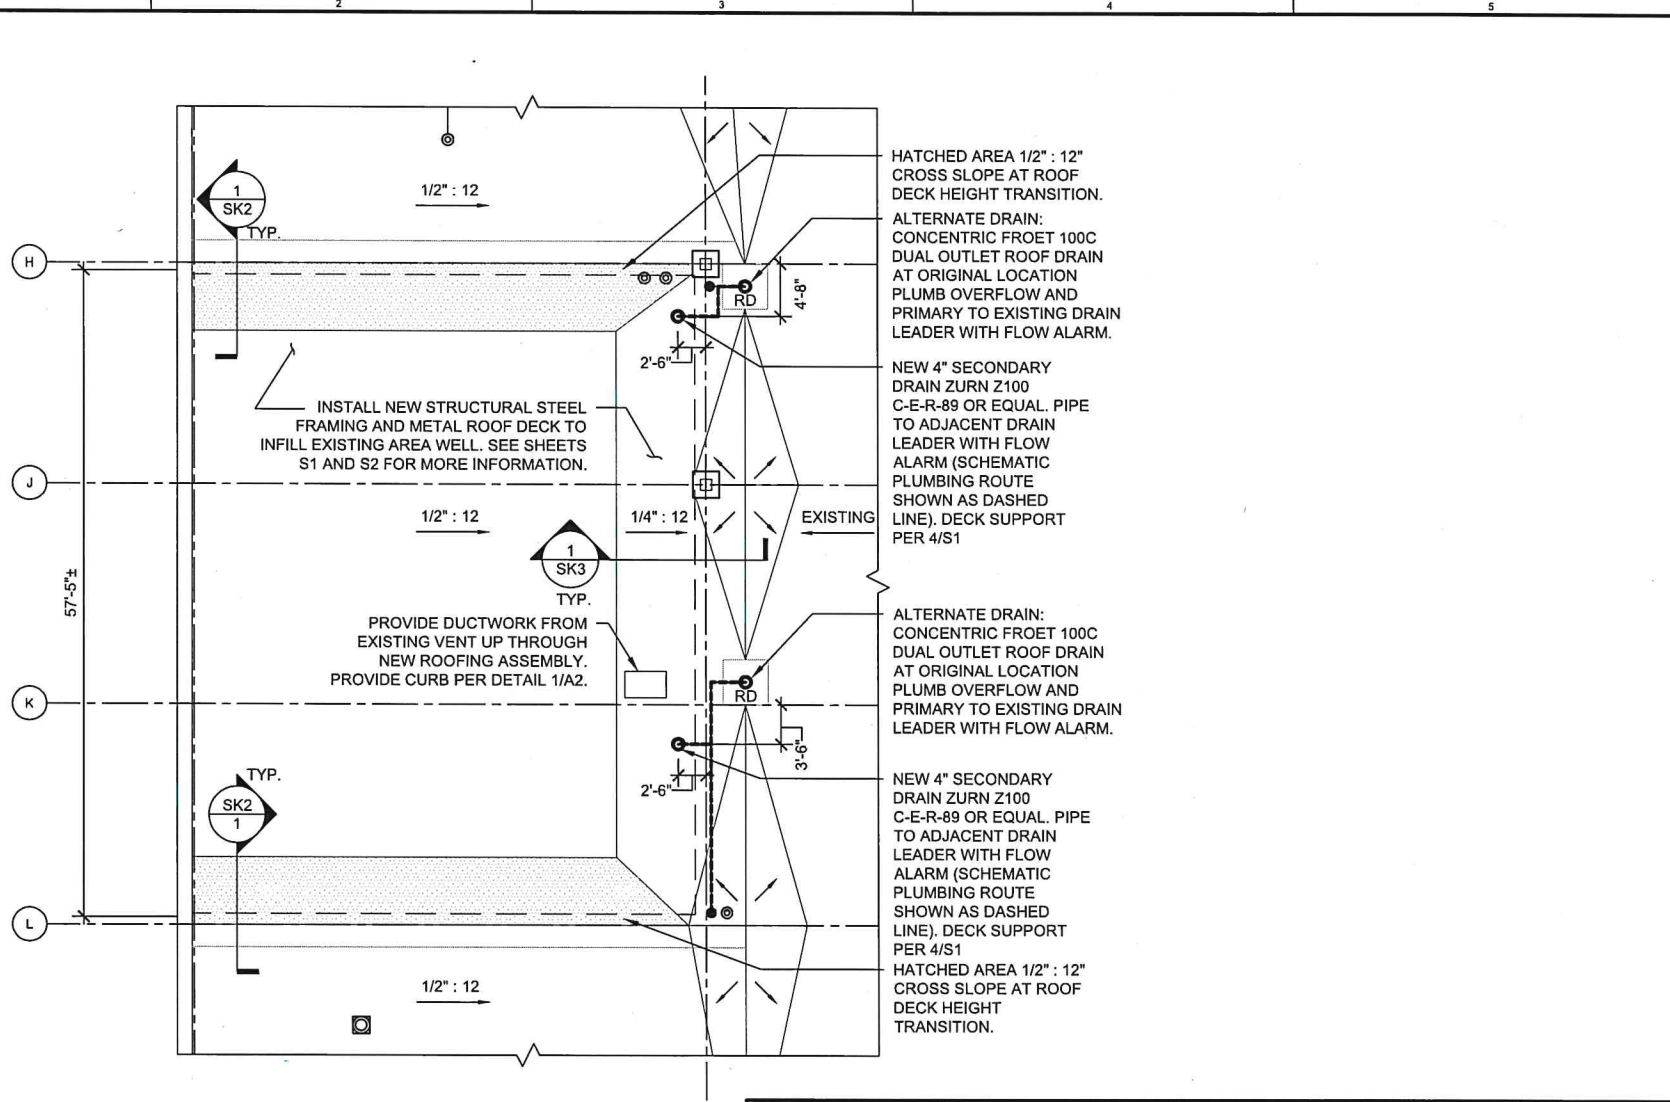 2
3
4
5
1/2" : 12
1
SK2
TYP.
H
RD
4'-8"
2'-6"
INSTALL NEW STRUCTURAL STEEL
FRAMING AND METAL ROOF DECK TO
INFILL EXISTING AREA WELL. SEE SHEETS
S1 AND S2 FOR MORE INFORMATION.
J
1/2" : 12
1/4" : 12
EXISTING
1
SK3
TYP.
57'-5"±
PROVIDE DUCTWORK FROM
EXISTING VENT UP THROUGH
NEW ROOFING ASSEMBLY.
PROVIDE CURB PER DETAIL 1/A2.
RD
K
3'-6"
2'-6"
TYP.
SK2
1
L
1/2" : 12
HATCHED AREA 1/2" : 12"
CROSS SLOPE AT ROOF
DECK HEIGHT TRANSITION.
ALTERNATE DRAIN:
CONCENTRIC FROET 100C
DUAL OUTLET ROOF DRAIN
AT ORIGINAL LOCATION
PLUMB OVERFLOW AND
PRIMARY TO EXISTING DRAIN
LEADER WITH FLOW ALARM.
NEW 4" SECONDARY
DRAIN ZURN Z100
C-E-R-89 OR EQUAL. PIPE
TO ADJACENT DRAIN
LEADER WITH FLOW
ALARM (SCHEMATIC
PLUMBING ROUTE
SHOWN AS DASHED
LINE). DECK SUPPORT
PER 4/S1
ALTERNATE DRAIN:
CONCENTRIC FROET 100C
DUAL OUTLET ROOF DRAIN
AT ORIGINAL LOCATION
PLUMB OVERFLOW AND
PRIMARY TO EXISTING DRAIN
LEADER WITH FLOW ALARM.
NEW 4" SECONDARY
DRAIN ZURN Z100
C-E-R-89 OR EQUAL. PIPE
TO ADJACENT DRAIN
LEADER WITH FLOW
ALARM (SCHEMATIC
PLUMBING ROUTE
SHOWN AS DASHED
LINE). DECK SUPPORT
PER 4/S1
HATCHED AREA 1/2" : 12"
CROSS SLOPE AT ROOF
DECK HEIGHT
TRANSITION.